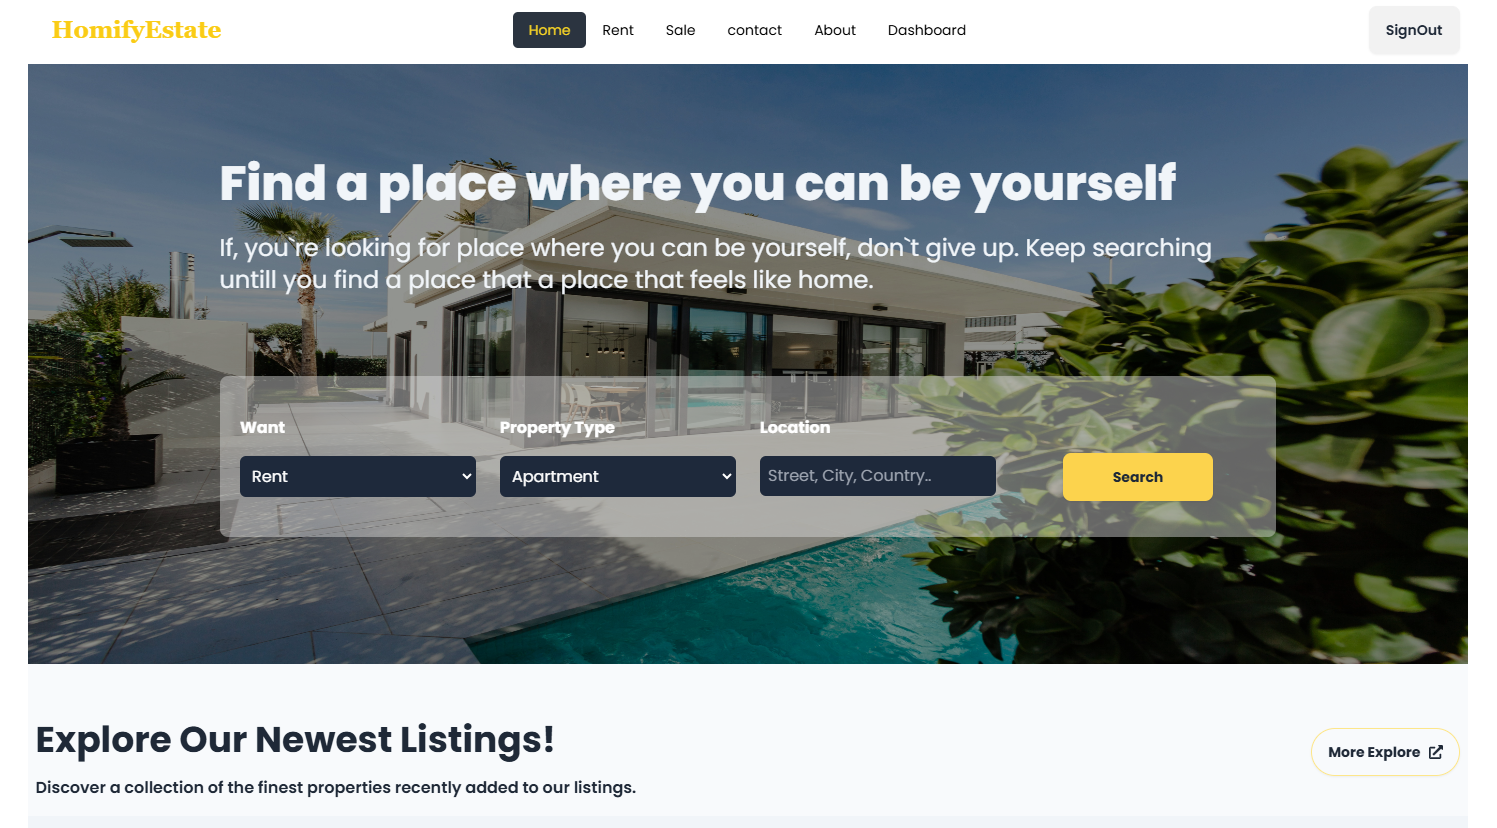 HomifyEstate
Home Rent Sale contact About Dashboard
SignOut
Find a place where you can be yourself
If, you`re looking for place where you can be yourself, don`t give up. Keep searching
untill you find a place that a place that feels like home.
Want Property Type Location
Rent Apartment Street, City, Country.. Search
Explore Our Newest Listings!
More Explore
Discover a collection of the finest properties recently added to our listings.